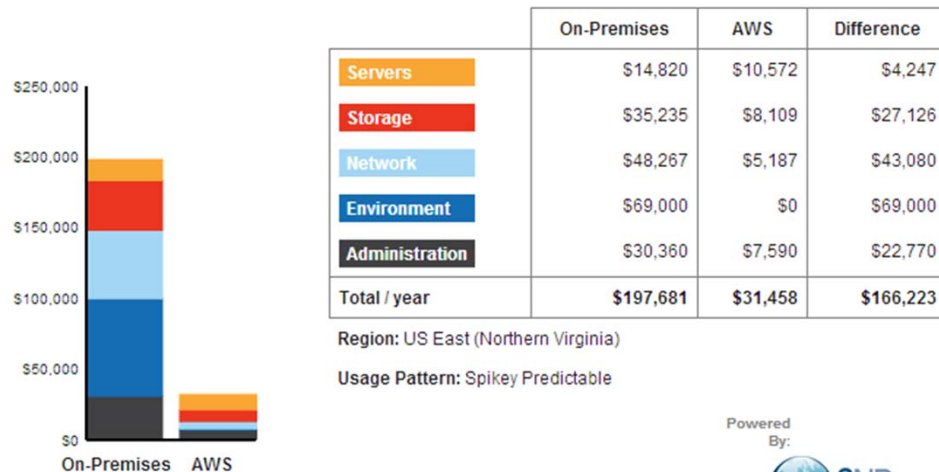 On-Premises AWS Difference
Servers $14,820 $10,572 $4,247
Storage $35,235 $8,109 $27,126
Network $48,267 $5,187 $43,080
Environment $69,000 $0 $69,000
Administration $30,360 $7,590 $22,770
Total / year $197,681 $31,458 $166,223
Region: US East (Northern Virginia)
Usage Pattern: Spikey Predictable
$250,000
$200,000
$150,000
$100,000
$50,000
$0
On-Premises AWS
Powered
By: